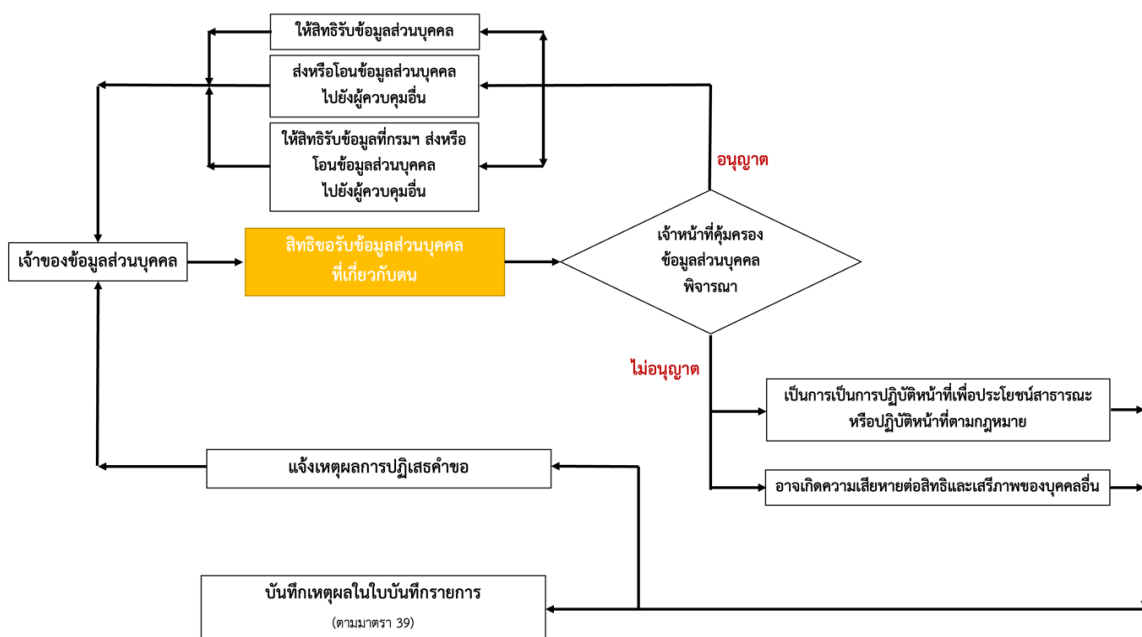 ให้สิทธิรับข้อมูลส่วนบุคคล
ส่งหรือโอนข้อมูลส่วนบุคคล
ไปยังผู้ควบคุมอื่น
ให้สิทธิรับข้อมูลที่กรมฯ ส่งหรือ
โอนข้อมูลส่วนบุคคล
ไปยังผู้ควบคุมอื่น
อนุญาต
เจ้าของข้อมูลส่วนบุคคล
สิทธิขอรับข้อมูลส่วนบุคคล
ที่เกี่ยวกับตน
เจ้าหน้าที่คุ้มครอง
ข้อมูลส่วนบุคคล
พิจารณา
ไม่อนุญาต
เป็นการเป็นการปฏิบัติหน้าที่เพื่อประโยชน์สาธารณะ
หรือปฏิบัติหน้าที่ตามกฎหมาย
แจ้งเหตุผลการปฏิเสธคำขอ
อาจเกิดความเสียหายต่อสิทธิและเสรีภาพของบุคคลอื่น
บันทึกเหตุผลในใบบันทึกรายการ
(ตามมาตรา 39)